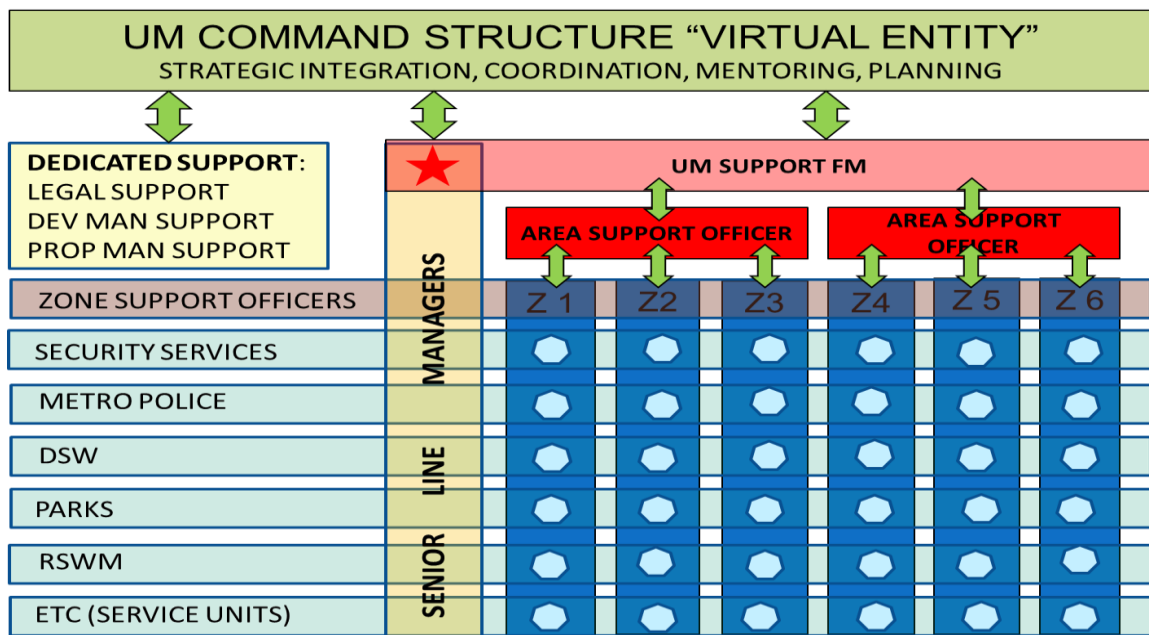 UM COMMAND STRUCTURE “VIRTUAL ENTITY”
STRATEGIC INTEGRATION, COORDINATION, MENTORING, PLANNING
DEDICATED SUPPORT:
LEGAL SUPPORT
DEV MAN SUPPORT
PROP MAN SUPPORT
UM SUPPORT FM
AREA SUPPORT OFFICER
AREA SUPPORT
OFFICER
SENIOR LINE MANAGERS
ZONE SUPPORT OFFICERS
Z 1
Z2
Z3
Z4
Z 5
Z 6
SECURITY SERVICES
METRO POLICE
DSW
PARKS
RSWM
ETC (SERVICE UNITS)